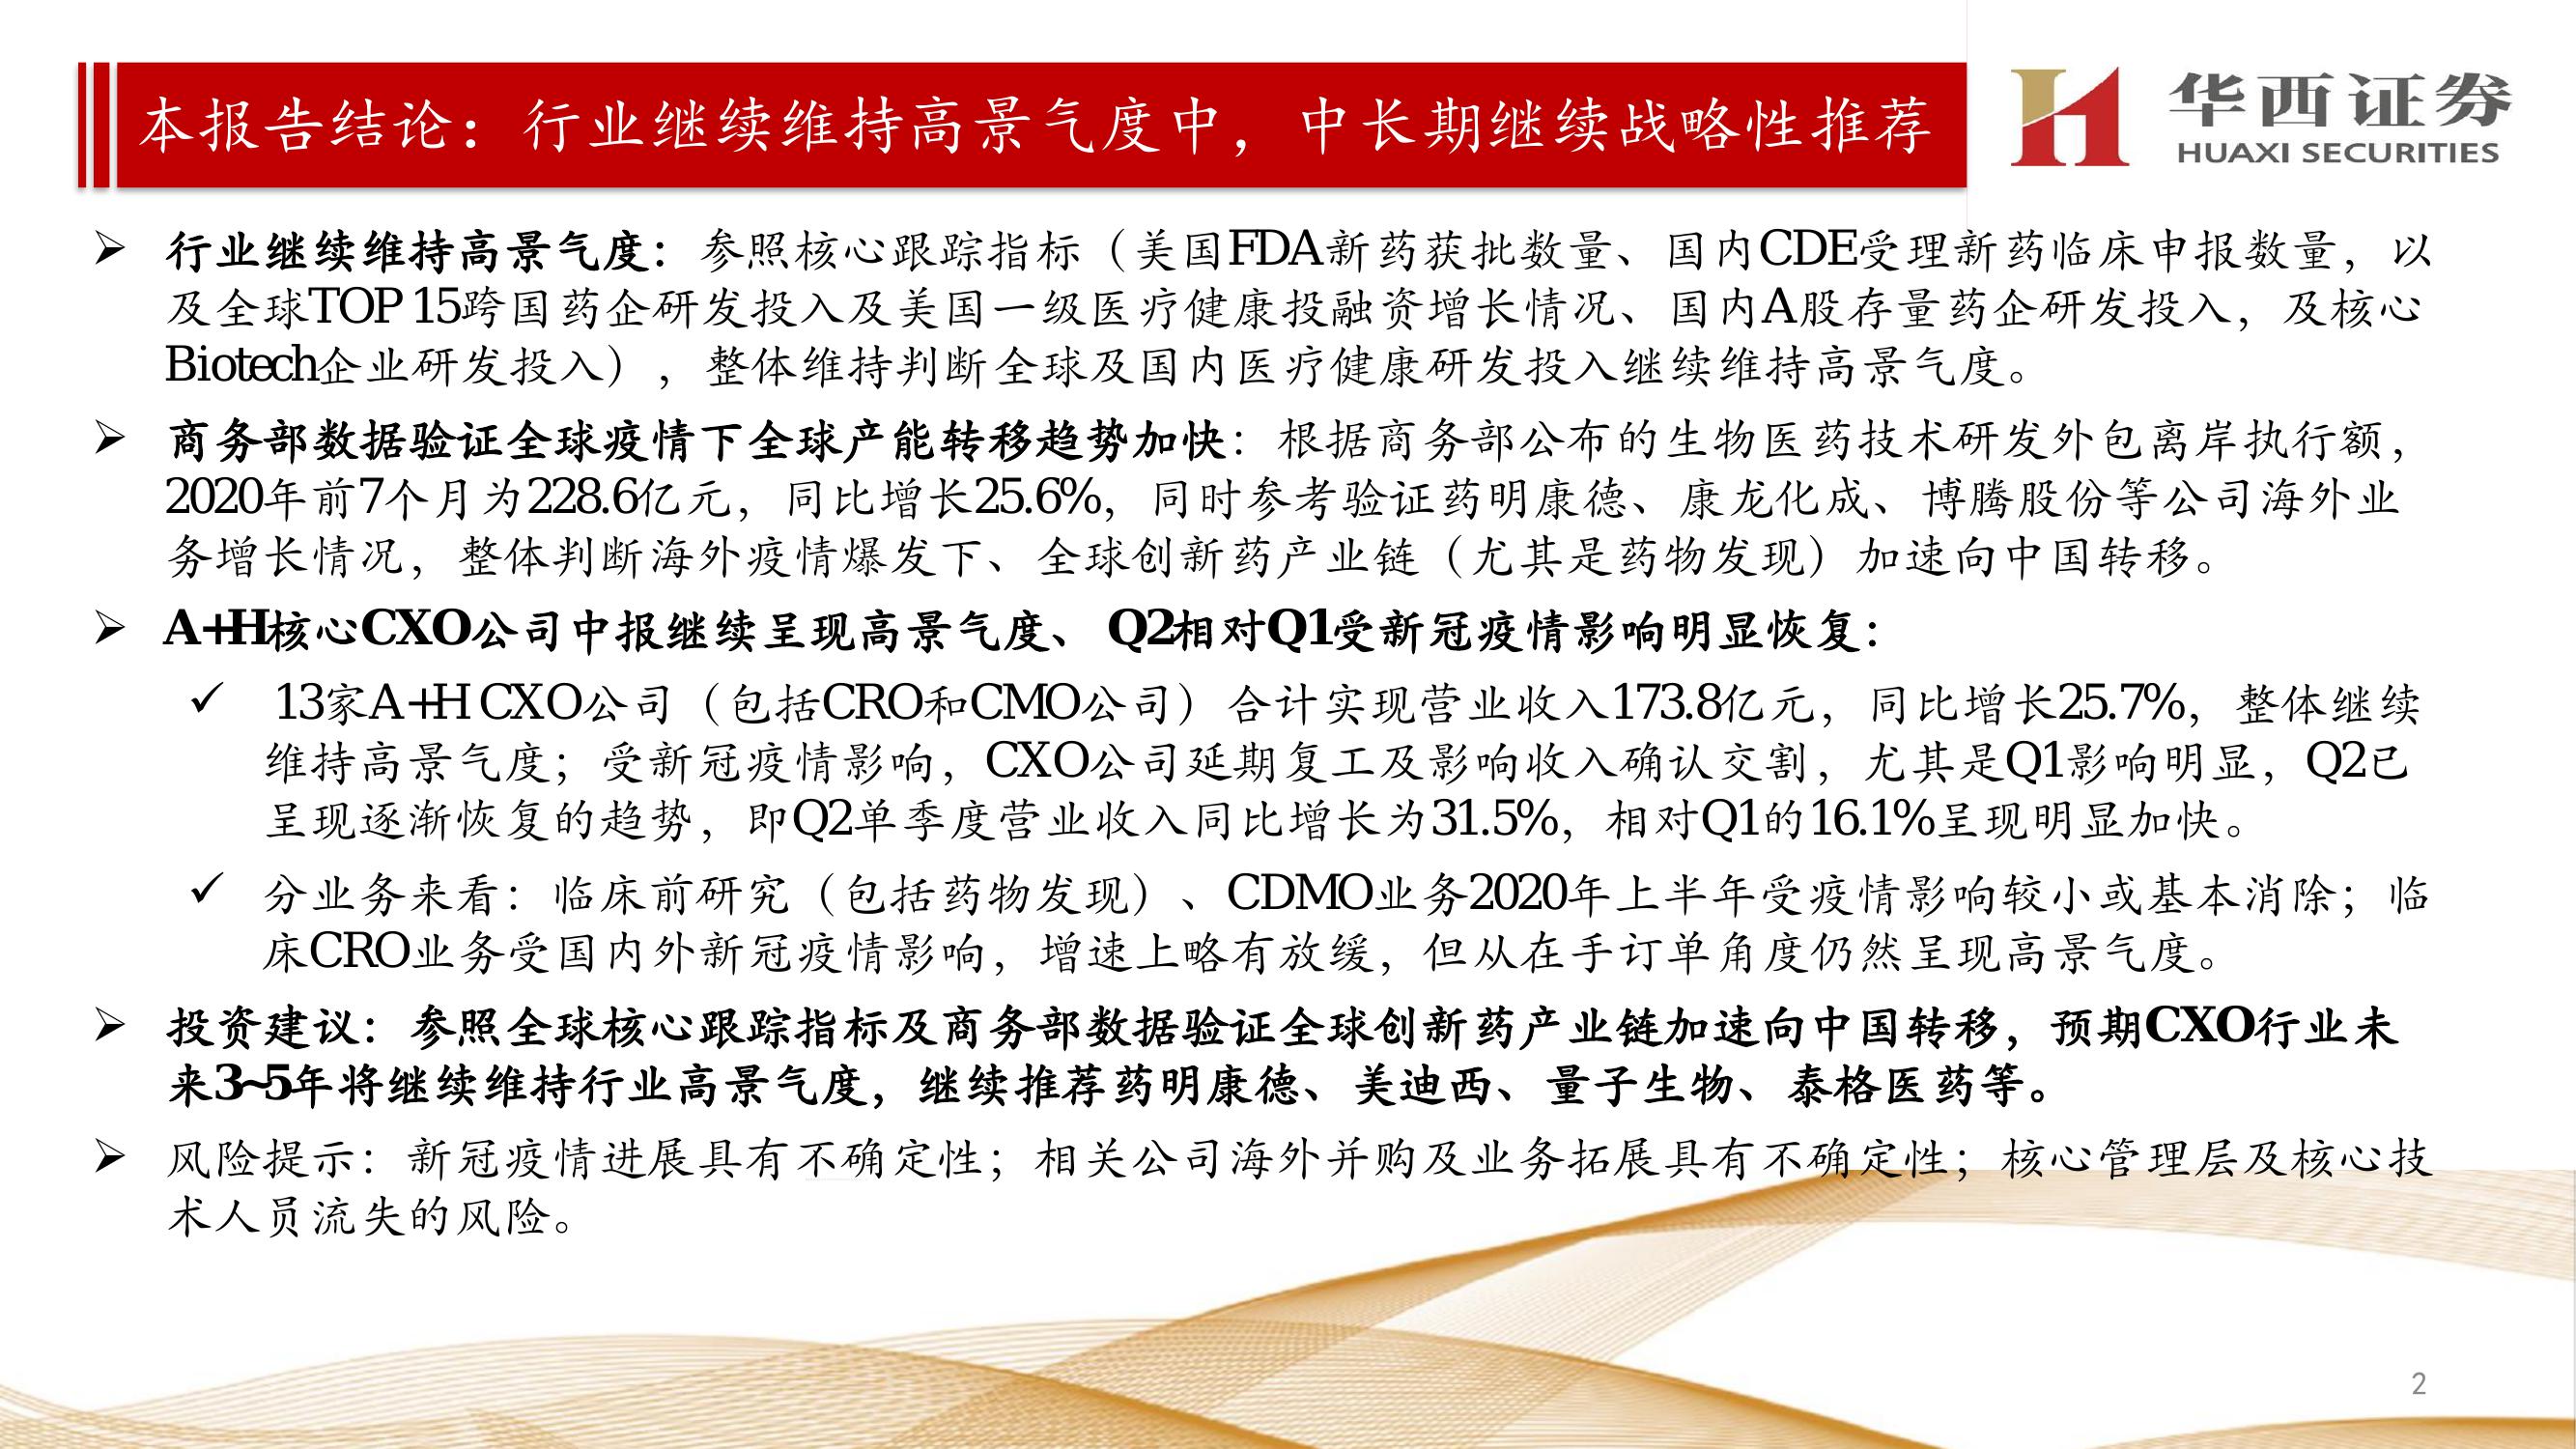 本报告结论：行业继续维持高景气度中，中长期继续战略性推荐
华西证券
HUAXI SECURITIES
➢ 行业继续维持高景气度：参照核心跟踪指标（美国FDA新药获批数量、国内CDE受理新药临床申报数量，以
及全球TOP 15跨国药企研发投入及美国一级医疗健康投融资增长情况、国内A股存量药企研发投入，及核心
Biotech企业研发投入），整体维持判断全球及国内医疗健康研发投入继续维持高景气度。
➢ 商务部数据验证全球疫情下全球产能转移趋势加快：根据商务部公布的生物医药技术研发外包离岸执行额，
2020年前7个月为228.6亿元，同比增长25.6%，同时参考验证药明康德、康龙化成、博腾股份等公司海外业
务增长情况，整体判断海外疫情爆发下、全球创新药产业链（尤其是药物发现）加速向中国转移。
➢ A+H核心CXO公司中报继续呈现高景气度、 Q2相对Q1受新冠疫情影响明显恢复：
✓ 13家A+H CXO公司（包括CRO和CMO公司）合计实现营业收入173.8亿元，同比增长25.7%，整体继续
维持高景气度；受新冠疫情影响，CXO公司延期复工及影响收入确认交割，尤其是Q1影响明显，Q2已
呈现逐渐恢复的趋势，即Q2单季度营业收入同比增长为31.5%，相对Q1的16.1%呈现明显加快。
✓ 分业务来看：临床前研究（包括药物发现）、CDMO业务2020年上半年受疫情影响较小或基本消除；临
床CRO业务受国内外新冠疫情影响，增速上略有放缓，但从在手订单角度仍然呈现高景气度。
➢ 投资建议：参照全球核心跟踪指标及商务部数据验证全球创新药产业链加速向中国转移，预期CXO行业未
来3~5年将继续维持行业高景气度，继续推荐药明康德、美迪西、量子生物、泰格医药等。
➢ 风险提示：新冠疫情进展具有不确定性；相关公司海外并购及业务拓展具有不确定性；核心管理层及核心技
术人员流失的风险。
2